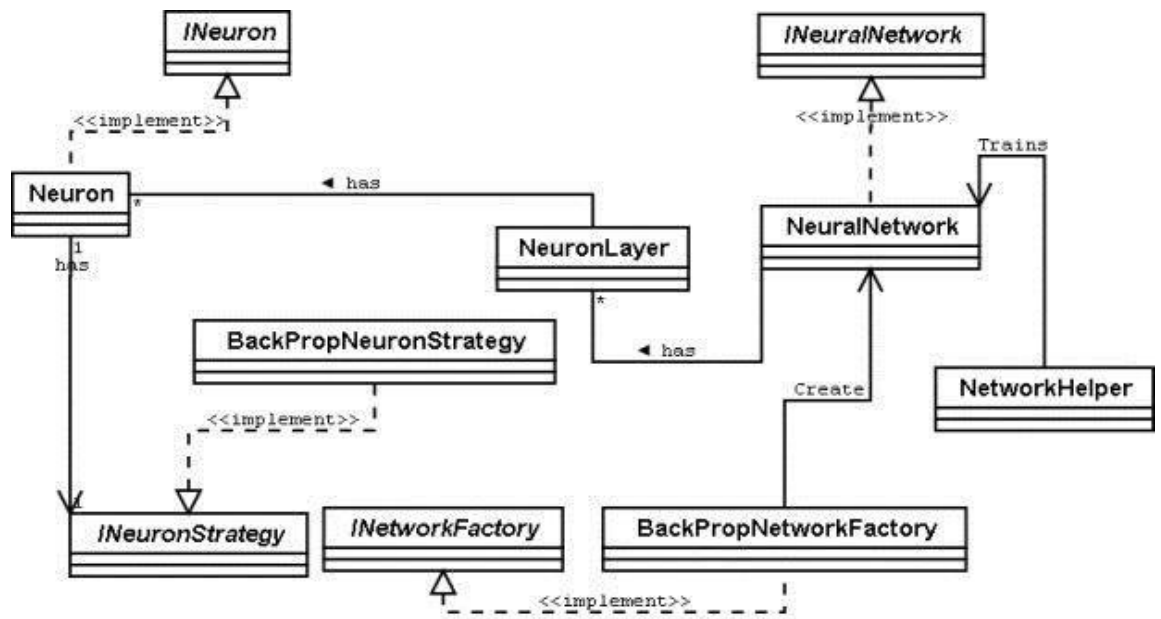 INeuron
INeuralNetwork
<<implement>>
<<implement>>
Trains
Neuron
◄ has
*
NeuralNetwork
1
has
NeuronLayer
*
BackPropNeuronStrategy
◄ has
NetworkHelper
Create
<<implement>>
1
INeuronStrategy
INetworkFactory
BackPropNetworkFactory
<<implement>>